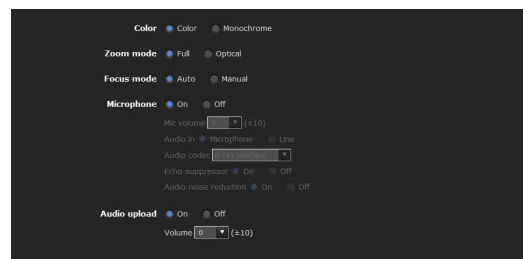 Color Color Monochrome
Zoom mode Full Optical
Focus mode Auto Manual
Microphone On Off
Mic volume (±10)
Audio in Microphone Line
Audio codec
Echo suppressor On Off
Audio noise reduction On Off
Audio upload On Off
Volume 0 (±10)